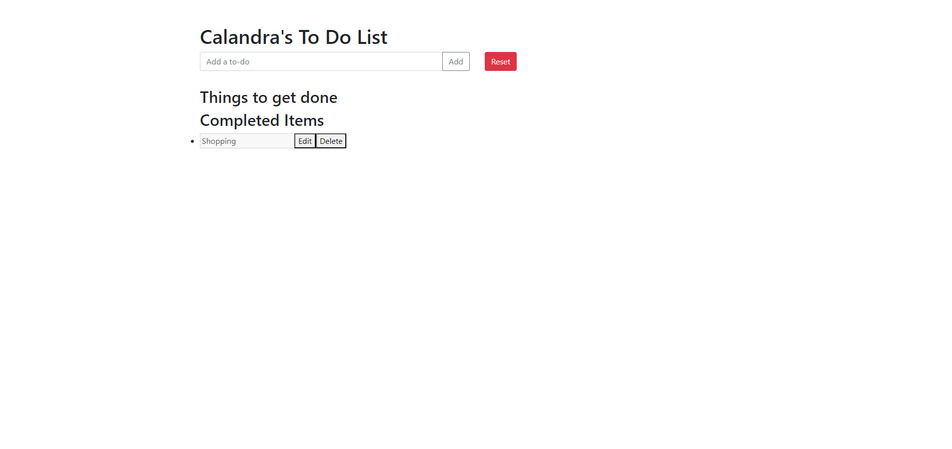 Calandra's To Do List
Add a to-do Add Reset
Things to get done
Completed Items
Shopping Edit Delete